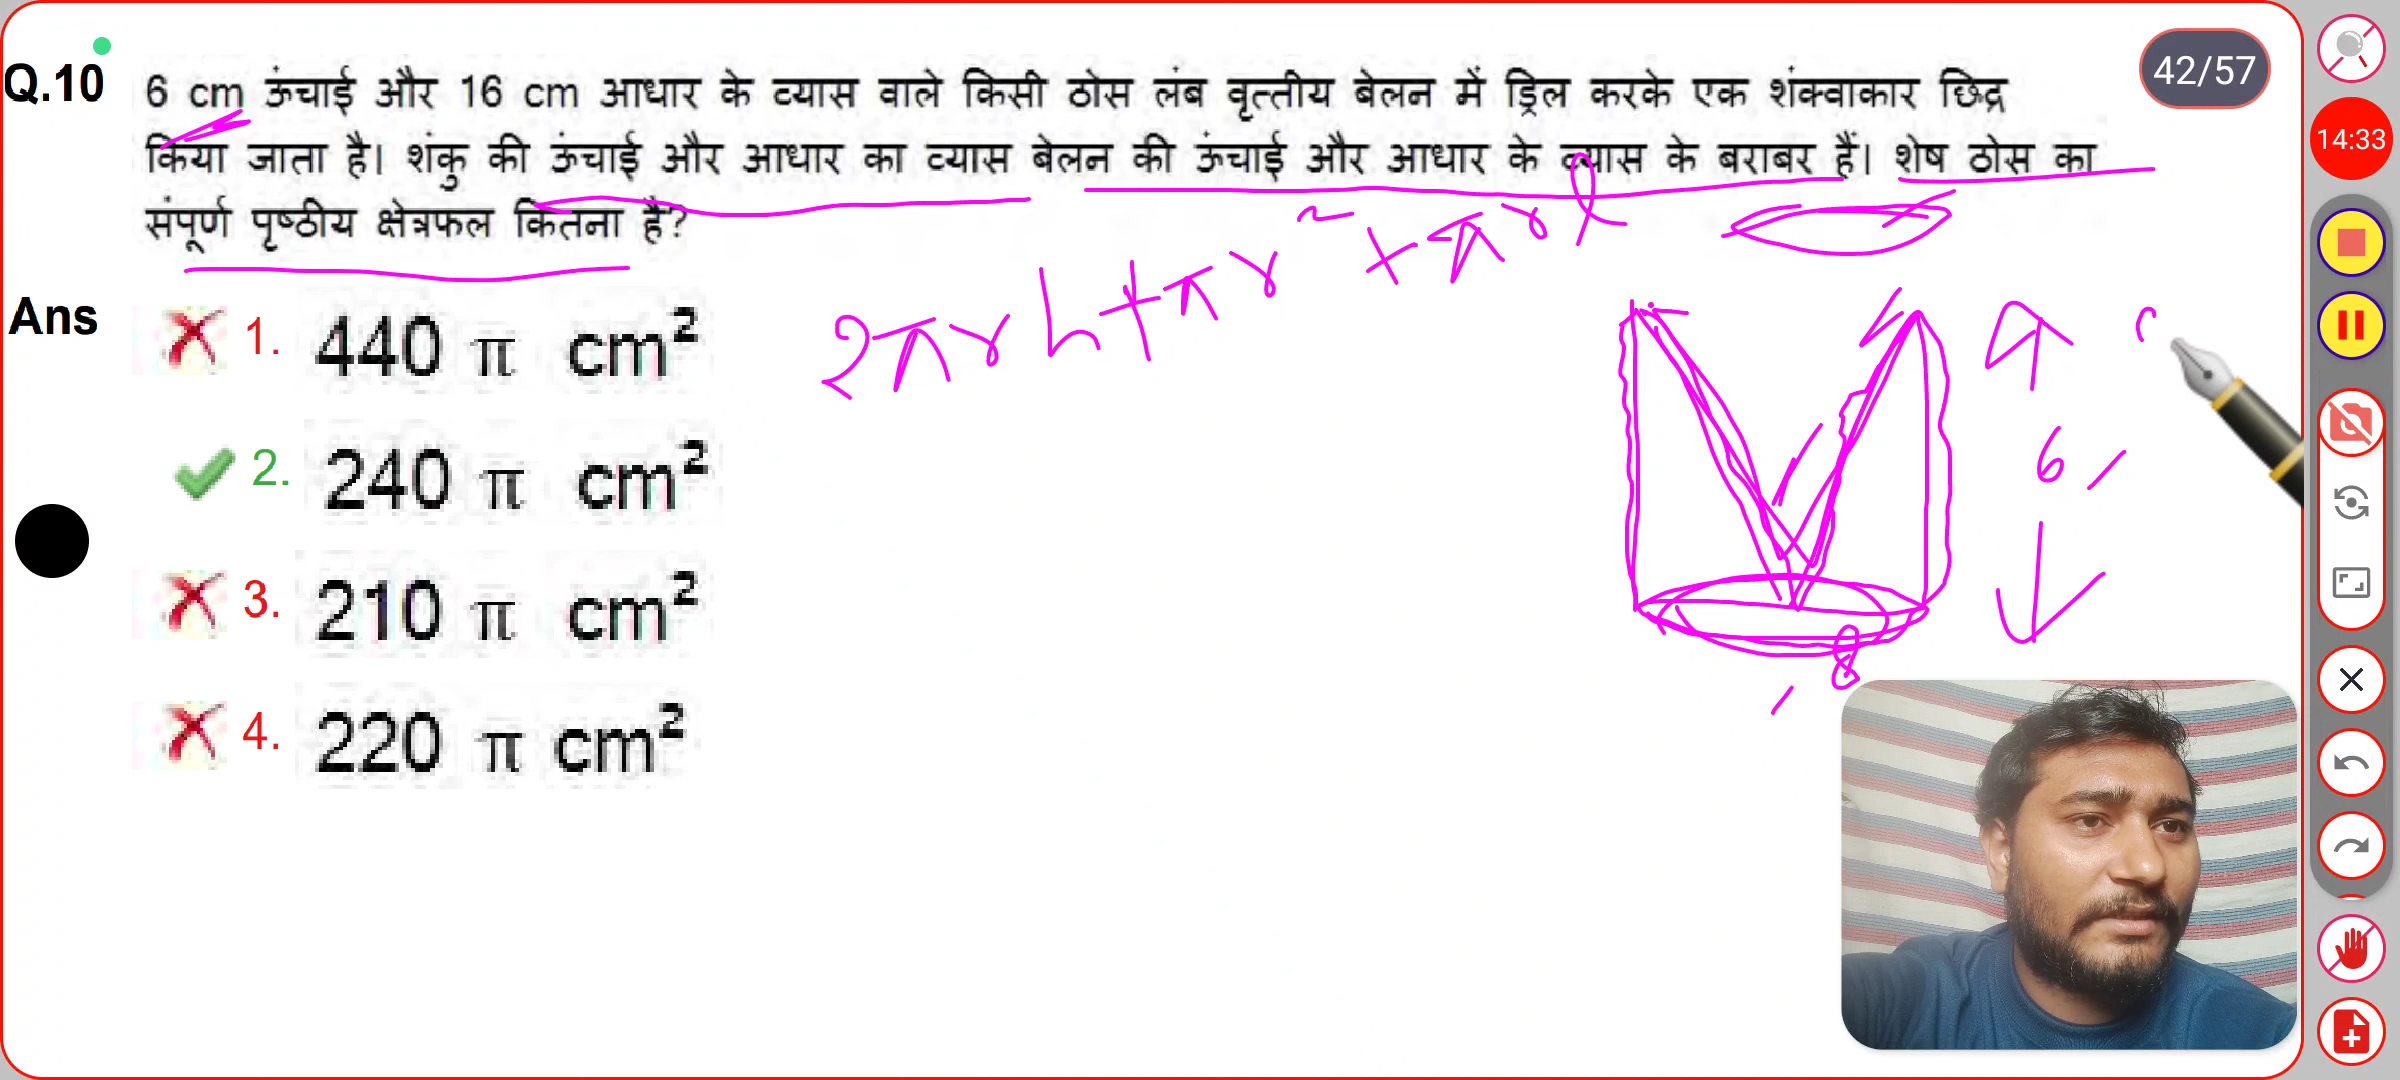 Q.10
6 cm ऊंचाई और 16 cm आधार के व्यास वाले किसी ठोस लंब वृत्तीय बेलन में ड्रिल करके एक शंक्वाकार छिद्र
किया जाता है। शंकु की ऊंचाई और आधार का व्यास बेलन की ऊंचाई और आधार के व्यास के बराबर हैं। शेष ठोस का
संपूर्ण पृष्ठीय क्षेत्रफल कितना है?
2πrh+πr²+πrl
Ans
1. 440 π cm²
2. 240 π cm²
3. 210 π cm²
4. 220 π cm²
6
8
42/57
14:33